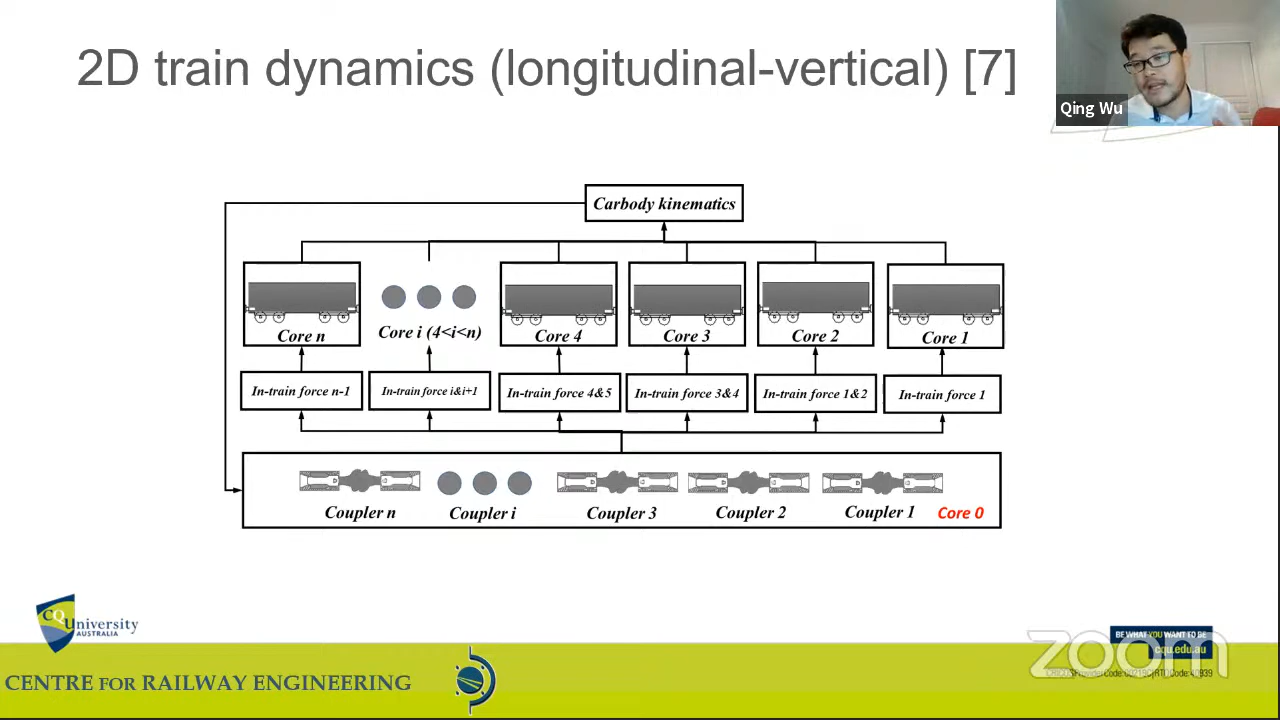 2D train dynamics (longitudinal-vertical) [7]
Qing Wu
Carbody kinematics
Core n
Core i (4<i<n)
Core 4
Core 3
Core 2
Core 1
In-train force n-1
In-train force i&i+1
In-train force 4&5
In-train force 3&4
In-train force 1&2
In-train force 1
Coupler n
Coupler i
Coupler 3
Coupler 2
Coupler 1
Core 0
CQUniversity
AUSTRALIA
CENTRE FOR RAILWAY ENGINEERING
BE WHAT YOU WANT TO BE
cqu.edu.au
zoom